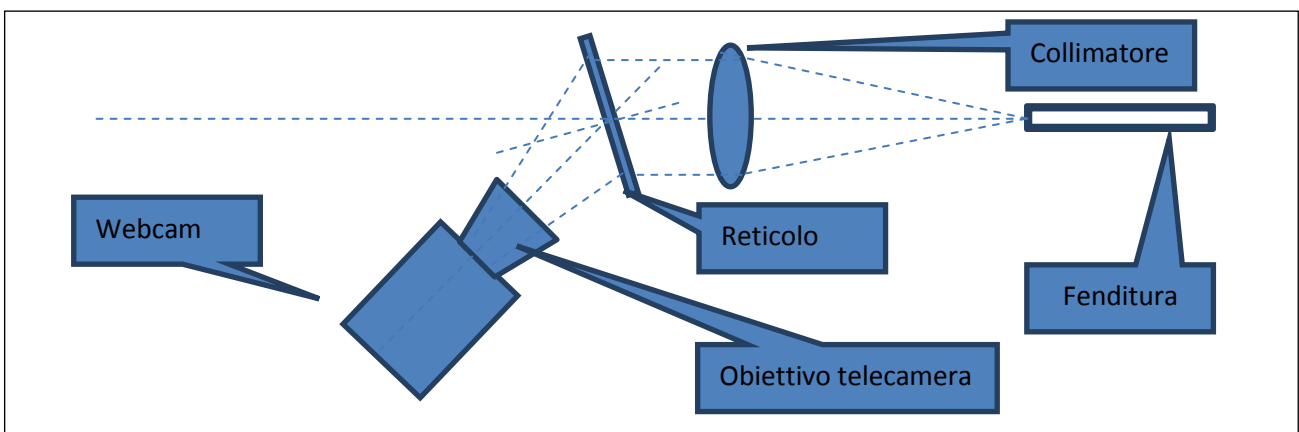 Collimatore
Webcam
Reticolo
Fenditura
Obiettivo telecamera